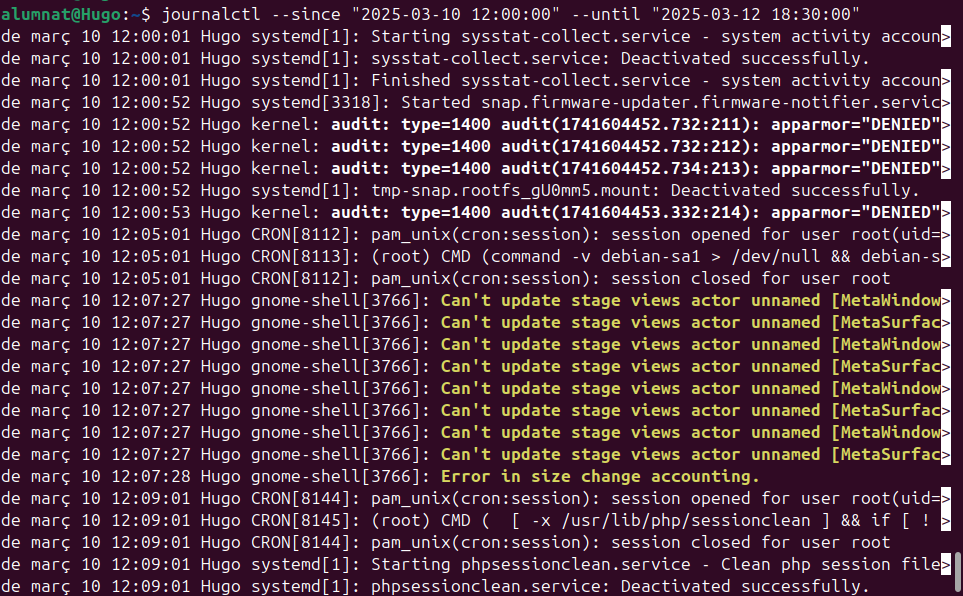 alumnat@Hugo:~$ journalctl --since "2025-03-10 12:00:00" --until "2025-03-12 18:30:00"
de març 10 12:00:01 Hugo systemd[1]: Starting sysstat-collect.service - system activity accoun>
de març 10 12:00:01 Hugo systemd[1]: sysstat-collect.service: Deactivated successfully.
de març 10 12:00:01 Hugo systemd[1]: Finished sysstat-collect.service - system activity accoun>
de març 10 12:00:52 Hugo systemd[3318]: Started snap.firmware-updater.firmware-notifier.servic>
de març 10 12:00:52 Hugo kernel: audit: type=1400 audit(1741604452.732:211): apparmor="DENIED">
de març 10 12:00:52 Hugo kernel: audit: type=1400 audit(1741604452.732:212): apparmor="DENIED">
de març 10 12:00:52 Hugo kernel: audit: type=1400 audit(1741604452.734:213): apparmor="DENIED">
de març 10 12:00:52 Hugo systemd[1]: tmp-snap.rootfs_gU0mm5.mount: Deactivated successfully.
de març 10 12:00:53 Hugo kernel: audit: type=1400 audit(1741604453.332:214): apparmor="DENIED">
de març 10 12:05:01 Hugo CRON[8112]: pam_unix(cron:session): session opened for user root(uid=>
de març 10 12:05:01 Hugo CRON[8113]: (root) CMD (command -v debian-sa1 > /dev/null && debian-s>
de març 10 12:05:01 Hugo CRON[8112]: pam_unix(cron:session): session closed for user root
de març 10 12:07:27 Hugo gnome-shell[3766]: Can't update stage views actor unnamed [MetaWindow>
de març 10 12:07:27 Hugo gnome-shell[3766]: Can't update stage views actor unnamed [MetaSurfac>
de març 10 12:07:27 Hugo gnome-shell[3766]: Can't update stage views actor unnamed [MetaWindow>
de març 10 12:07:27 Hugo gnome-shell[3766]: Can't update stage views actor unnamed [MetaSurfac>
de març 10 12:07:27 Hugo gnome-shell[3766]: Can't update stage views actor unnamed [MetaWindow>
de març 10 12:07:27 Hugo gnome-shell[3766]: Can't update stage views actor unnamed [MetaSurfac>
de març 10 12:07:27 Hugo gnome-shell[3766]: Can't update stage views actor unnamed [MetaWindow>
de març 10 12:07:27 Hugo gnome-shell[3766]: Can't update stage views actor unnamed [MetaSurfac>
de març 10 12:07:28 Hugo gnome-shell[3766]: Error in size change accounting.
de març 10 12:09:01 Hugo CRON[8144]: pam_unix(cron:session): session opened for user root(uid=>
de març 10 12:09:01 Hugo CRON[8145]: (root) CMD (  [ -x /usr/lib/php/sessionclean ] && if [ ! >
de març 10 12:09:01 Hugo CRON[8144]: pam_unix(cron:session): session closed for user root
de març 10 12:09:01 Hugo systemd[1]: Starting phpsessionclean.service - Clean php session file>
de març 10 12:09:01 Hugo systemd[1]: phpsessionclean.service: Deactivated successfully.